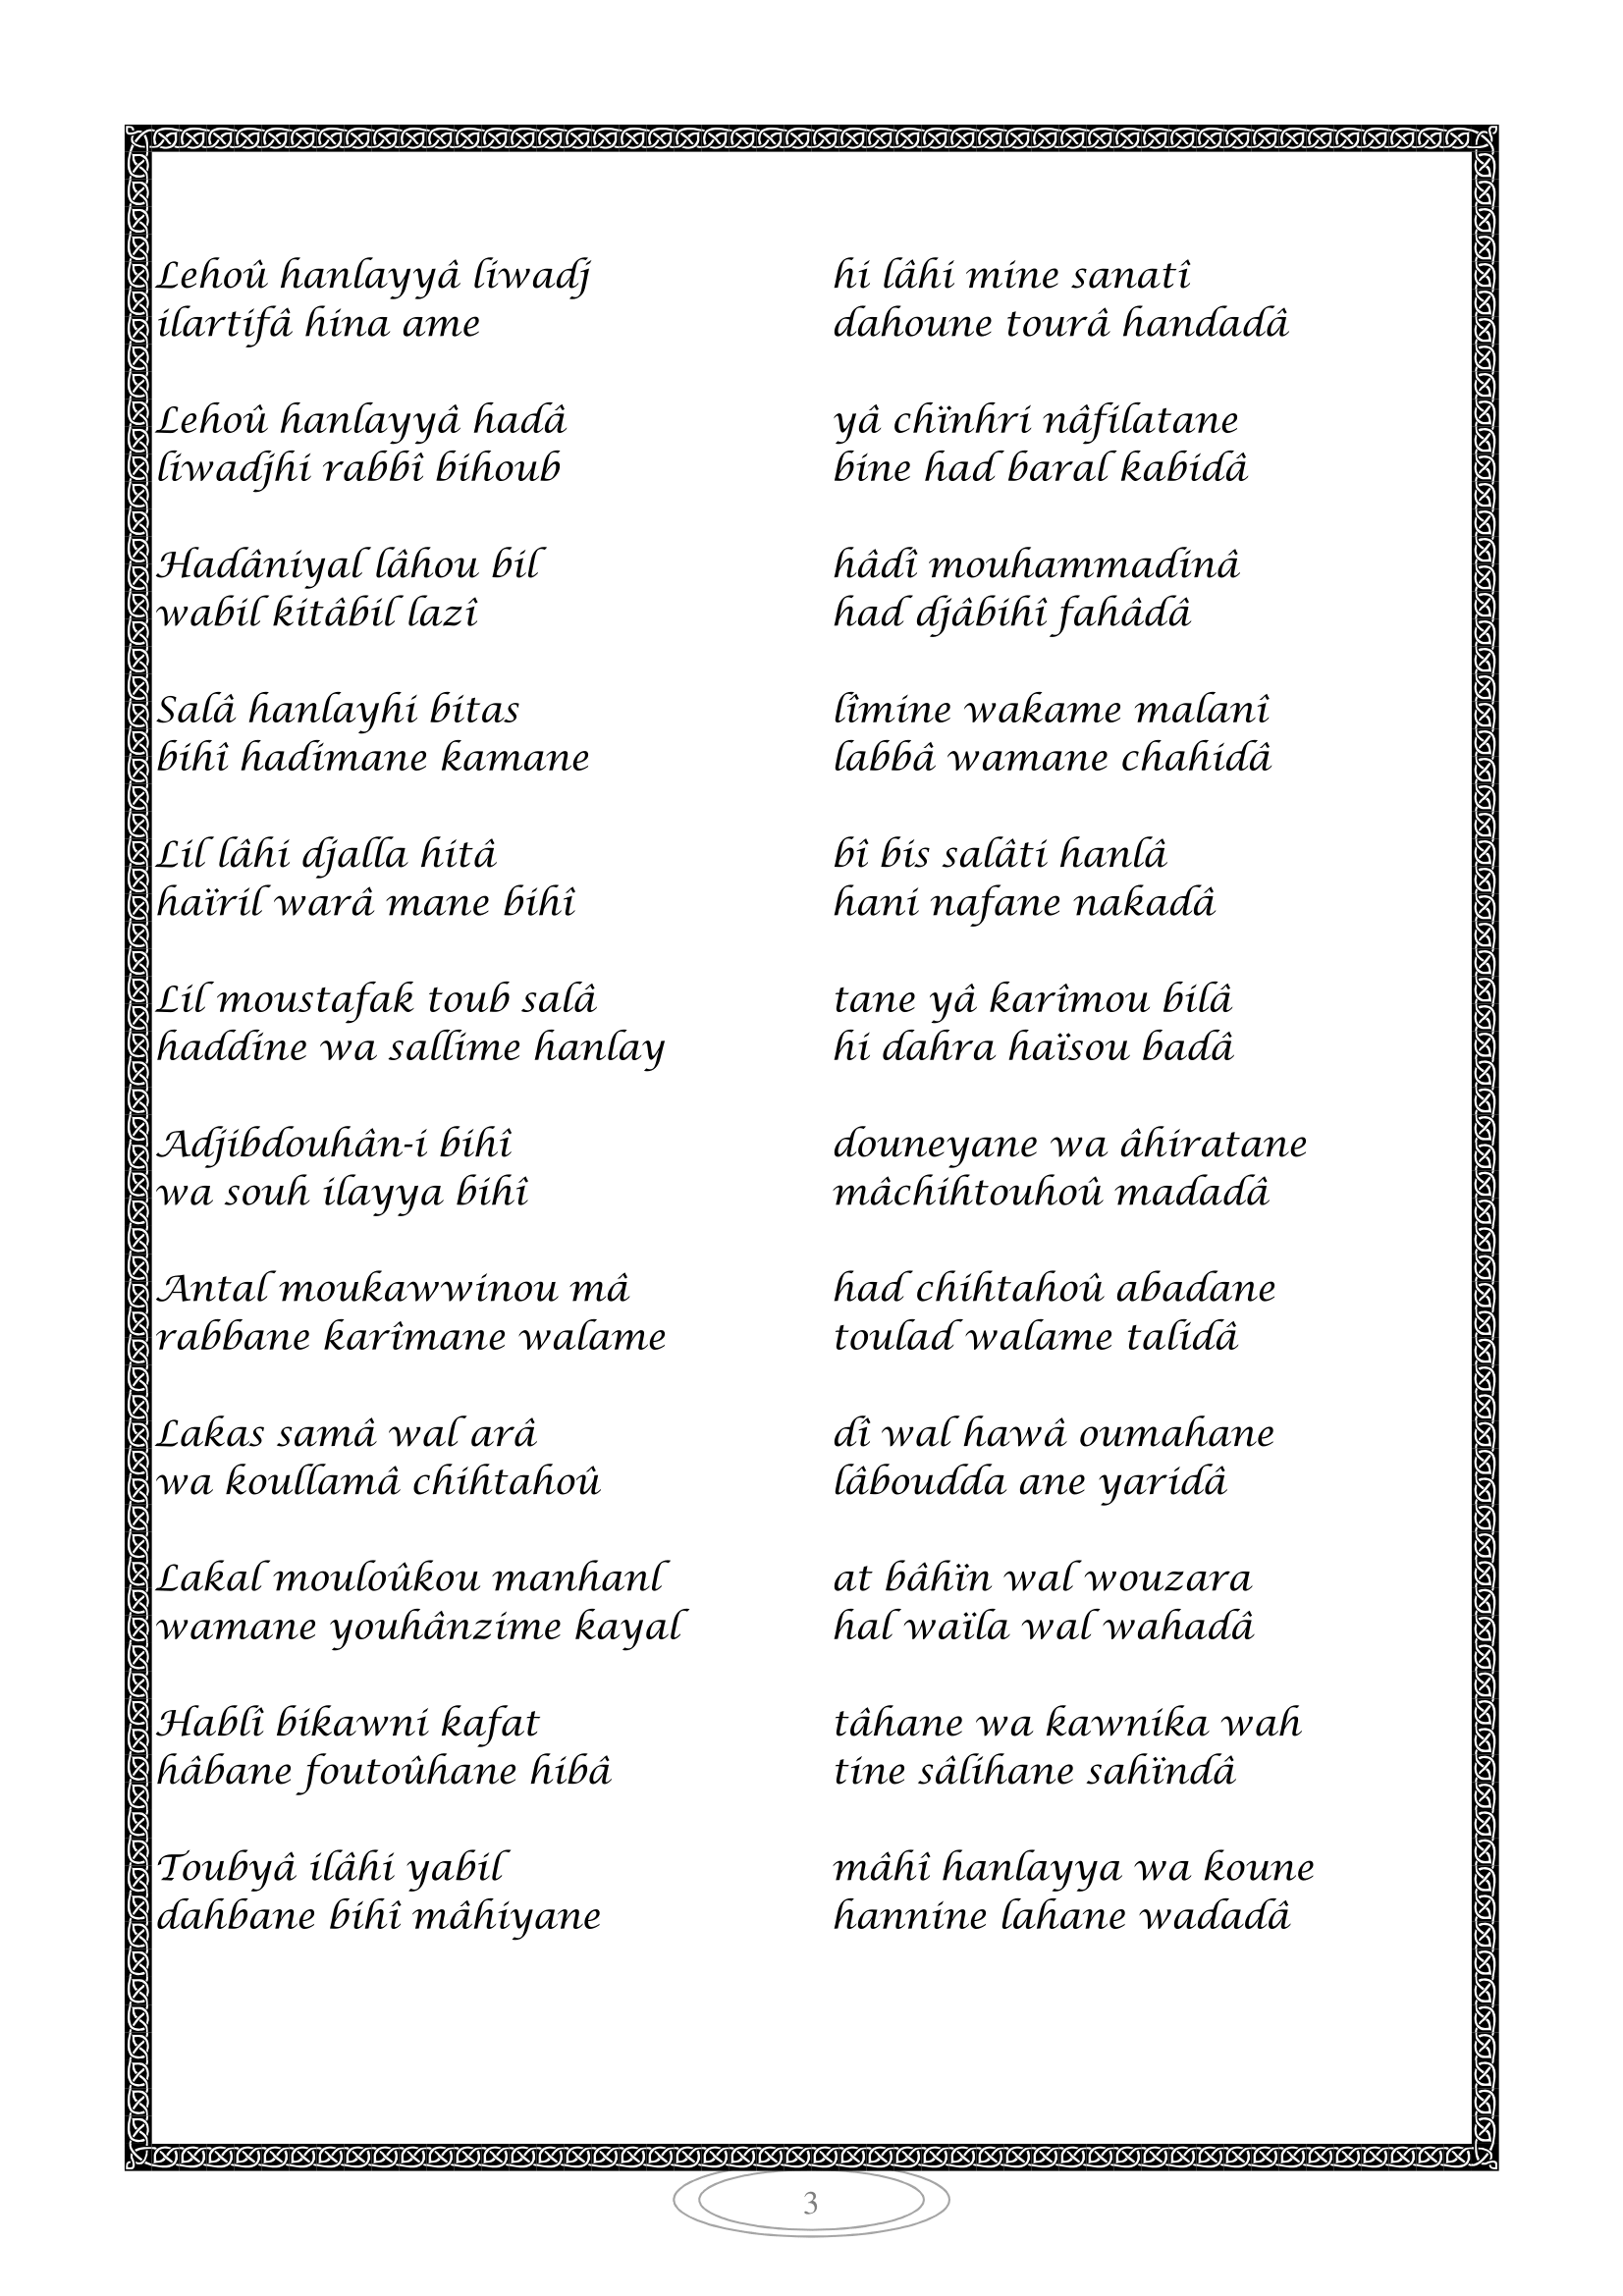 Lehoû hanlayyâ liwadj hi lâhi mine sanatî
ilartifâ hina ame dahoune tourâ handadâ
Lehoû hanlayyâ hadâ yâ chïnhri nâfilatane
liwadjhi rabbî bihoub bine had baral kabidâ
Hadâniyal lâhou bil hâdî mouhammadinâ
wabil kitâbil lazî had djâbihî fahâdâ
Salâ hanlayhi bitas lîmine wakame malanî
bihî hadimane kamane labbâ wamane chahidâ
Lil lâhi djalla hitâ bî bis salâti hanlâ
haïril warâ mane bihî hani nafane nakadâ
Lil moustafak toub salâ tane yâ karîmou bilâ
haddine wa sallime hanlay hi dahra haïsou badâ
Adjibdouhân-i bihî douneyane wa âhiratane
wa souh ilayya bihî mâchihtouhoû madadâ
Antal moukawwinou mâ had chihtahoû abadane
rabbane karîmane walame toulad walame talidâ
Lakas samâ wal arâ dî wal hawâ oumahane
wa koullamâ chihtahoû lâboudda ane yaridâ
Lakal mouloûkou manhanl at bâhïn wal wouzara
wamane youhânzime kayal hal waïla wal wahadâ
Hablî bikawni kafat tâhane wa kawnika wah
hâbane foutoûhane hibâ tine sâlihane sahïndâ
Toubyâ ilâhi yabil mâhî hanlayya wa koune
dahbane bihî mâhiyane hannine lahane wadadâ
3